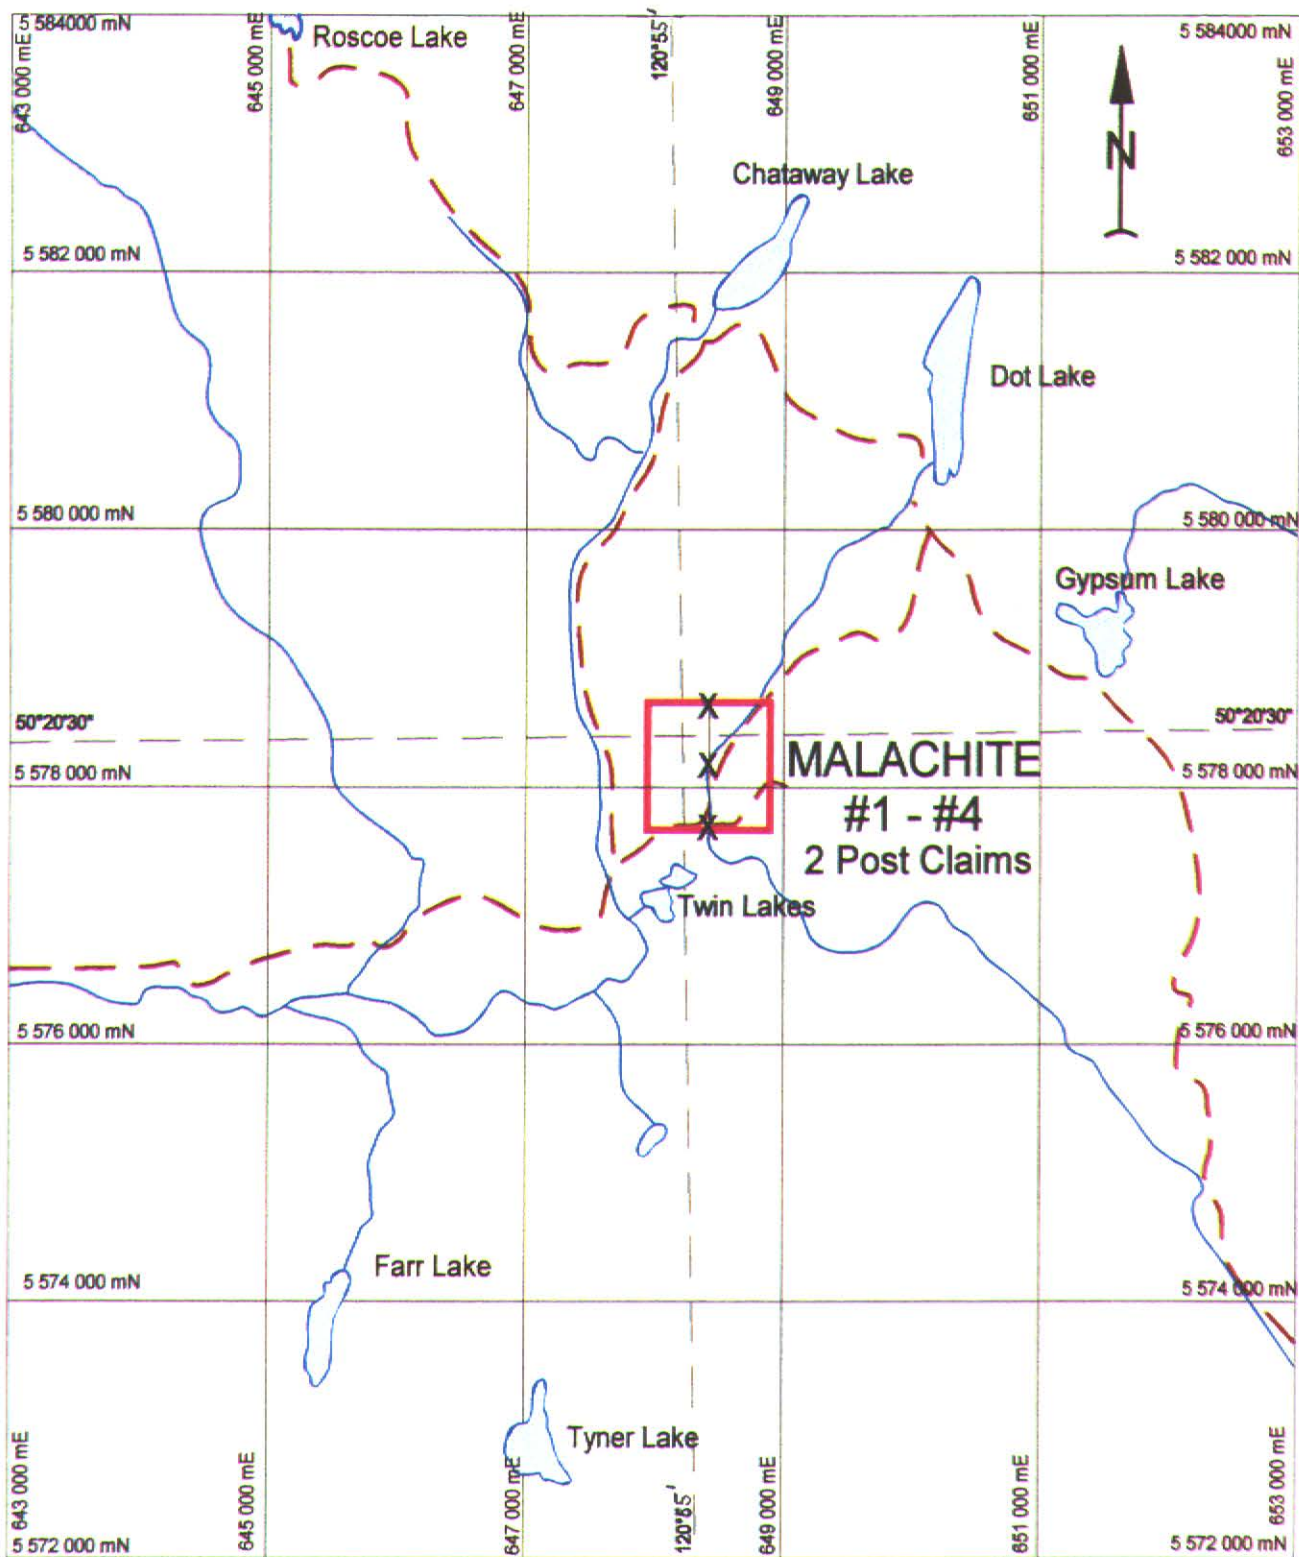 5 584000 mN
5 584000 mN
643 000 mE
645 000 mE
647 000 mE
120°55'
649 000 mE
651 000 mE
653 000 mE
Roscoe Lake
N
Chataway Lake
5 582 000 mN
5 582 000 mN
Dot Lake
5 580 000 mN
5 580 000 mN
Gypsum Lake
50°20'30"
50°20'30"
X
X
X
MALACHITE
#1 - #4
2 Post Claims
5 578 000 mN
5 578 000 mN
Twin Lakes
5 576 000 mN
5 576 000 mN
Farr Lake
5 574 000 mN
5 574 000 mN
Tyner Lake
643 000 mE
645 000 mE
647 000 mE
120°55'
649 000 mE
651 000 mE
653 000 mE
5 572 000 mN
5 572 000 mN